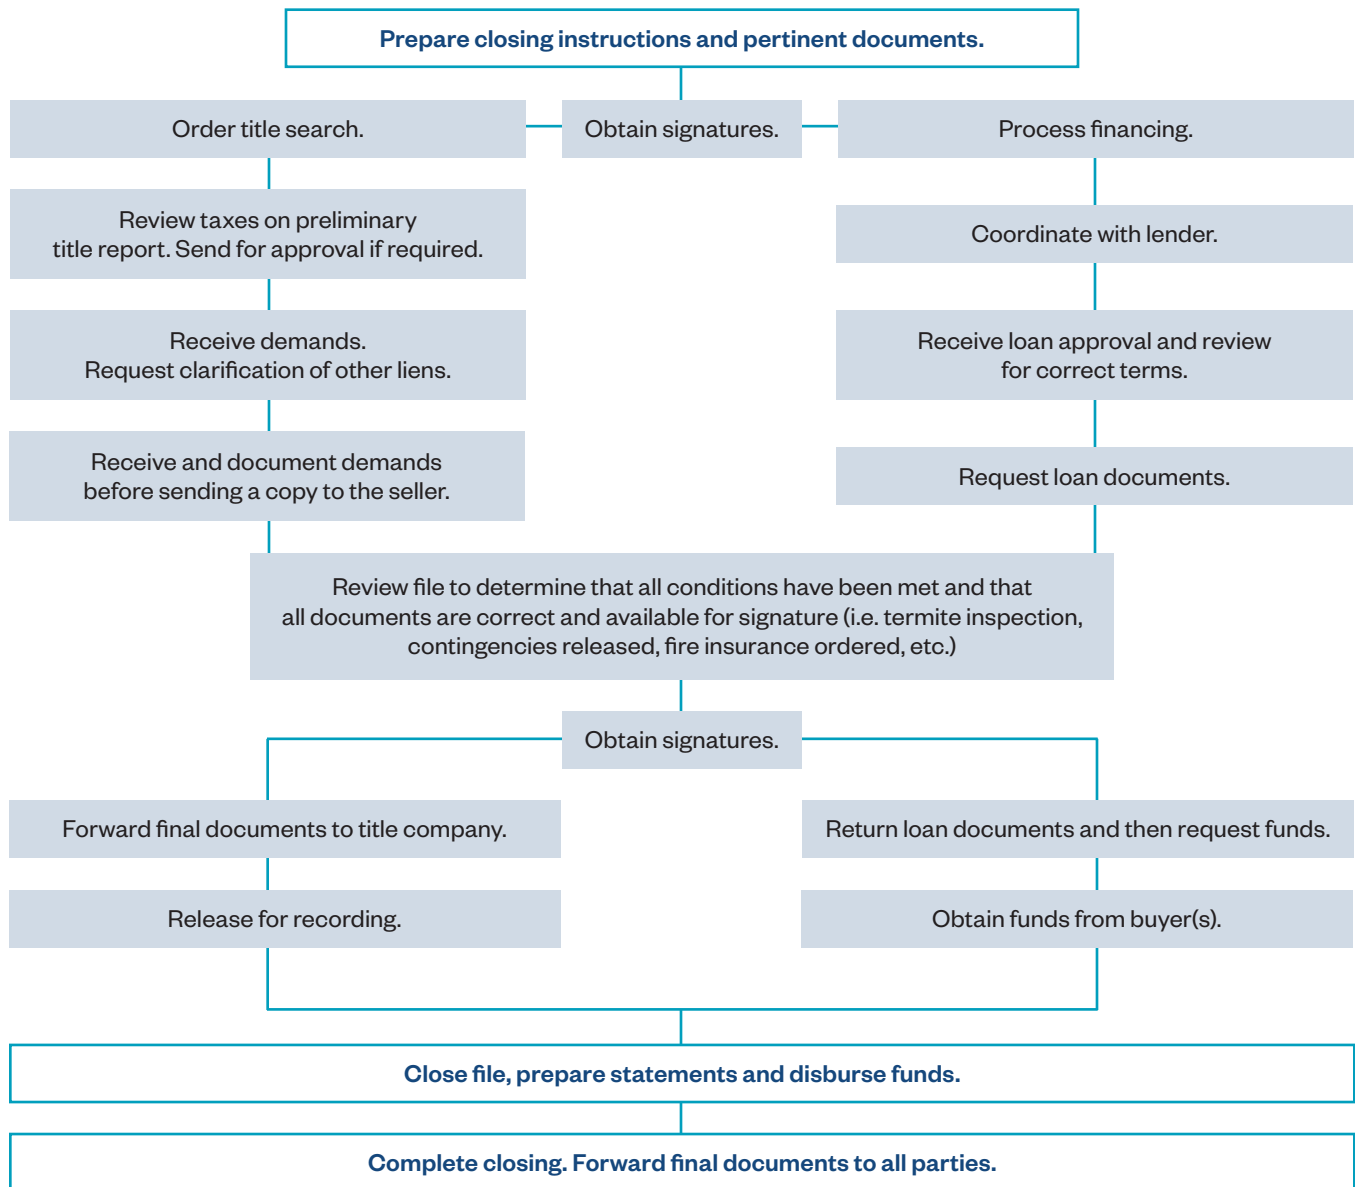 Prepare closing instructions and pertinent documents.
Order title search.
Obtain signatures.
Process financing.
Review taxes on preliminary
title report. Send for approval if required.
Coordinate with lender.
Receive demands.
Request clarification of other liens.
Receive loan approval and review
for correct terms.
Receive and document demands
before sending a copy to the seller.
Request loan documents.
Review file to determine that all conditions have been met and that
all documents are correct and available for signature (i.e. termite inspection,
contingencies released, fire insurance ordered, etc.)
Obtain signatures.
Forward final documents to title company.
Return loan documents and then request funds.
Release for recording.
Obtain funds from buyer(s).
Close file, prepare statements and disburse funds.
Complete closing. Forward final documents to all parties.